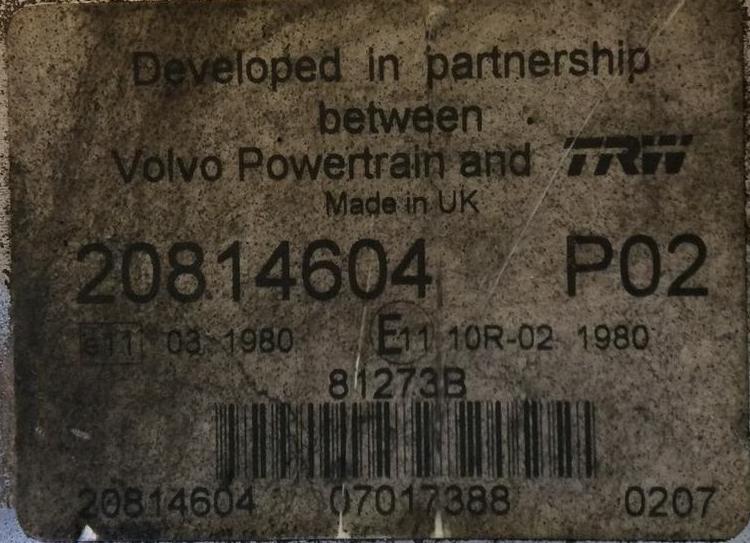 Developed in partnership
between
Volvo Powertrain and TRW
Made in UK
20814604 P02
e11 03 1980 E11 10R-02 1980
81273B
20814604 07017388 0207